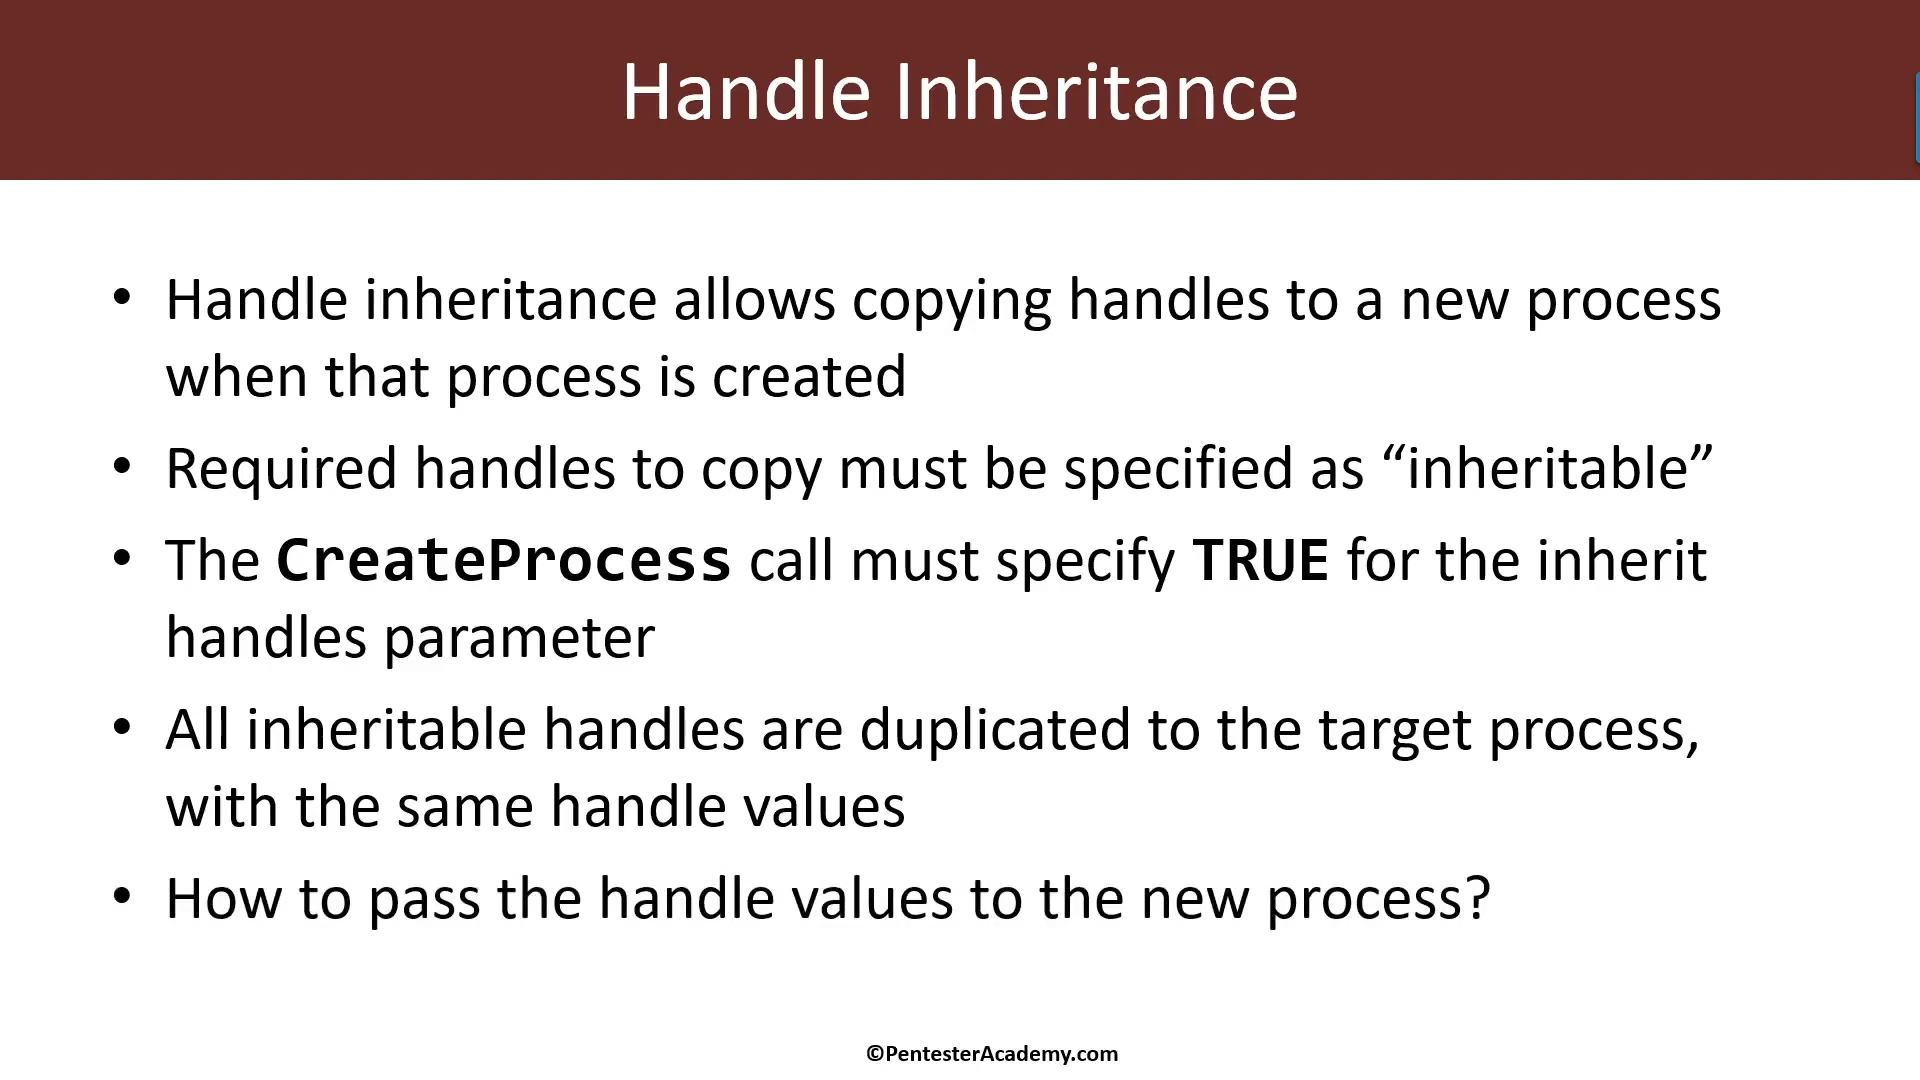 Handle Inheritance
• Handle inheritance allows copying handles to a new process
when that process is created
• Required handles to copy must be specified as “inheritable”
• The CreateProcess call must specify TRUE for the inherit
handles parameter
• All inheritable handles are duplicated to the target process,
with the same handle values
• How to pass the handle values to the new process?
©PentesterAcademy.com